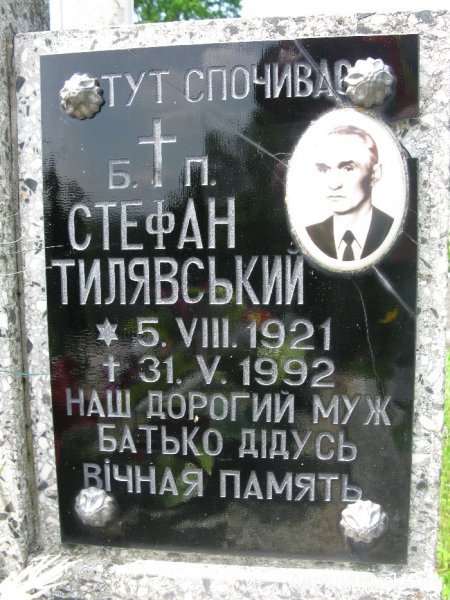 ТУТ СПОЧИВАЄ
Б. П.
СТЕФАН
ТИЛЯВСЬКИЙ
5. VIII. 1921
† 31. V. 1992
НАШ ДОРОГИЙ МУЖ
БАТЬКО ДІДУСЬ
ВІЧНАЯ ПАМЯТЬ